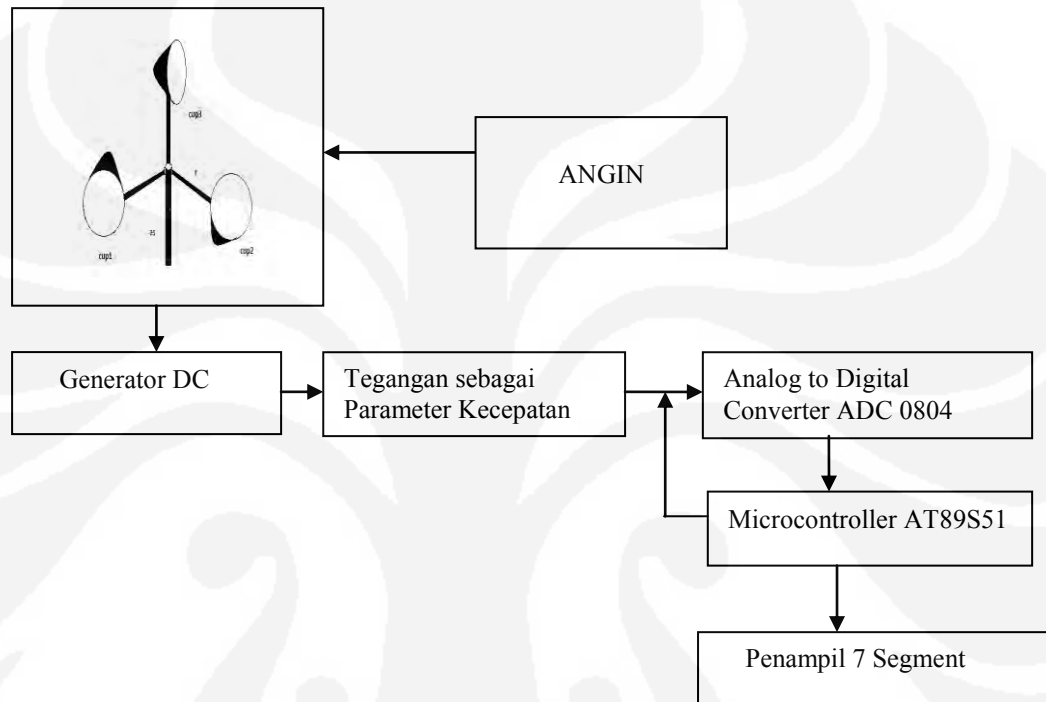 cup3
r
as
cup1
cup2
ANGIN
Generator DC
Tegangan sebagai
Parameter Kecepatan
Analog to Digital
Converter ADC 0804
Microcontroller AT89S51
Penampil 7 Segment